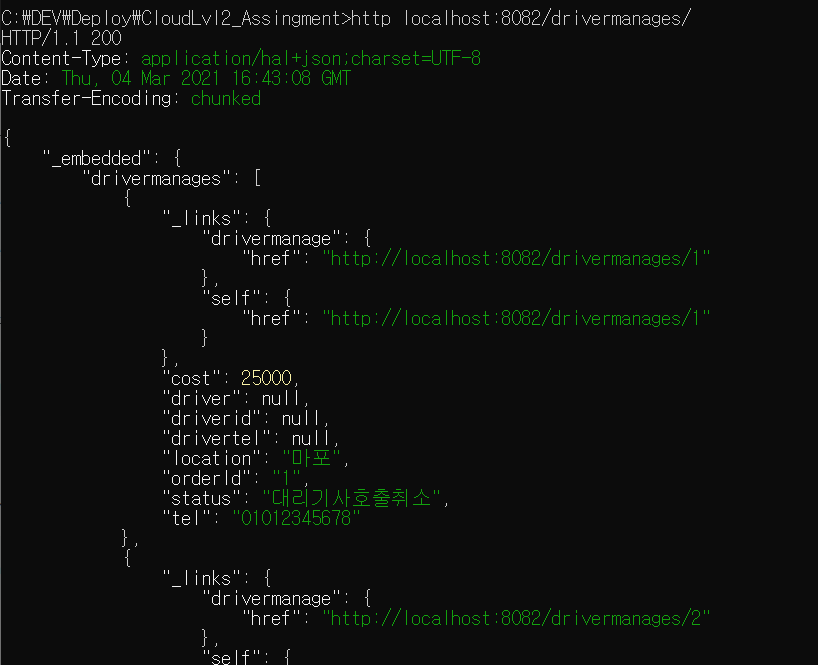 C:₩DEV₩Deploy₩CloudLvl2_Assingment>http localhost:8082/drivermanages/
HTTP/1.1 200
Content-Type: application/hal+json;charset=UTF-8
Date: Thu, 04 Mar 2021 16:43:08 GMT
Transfer-Encoding: chunked
{
"_embedded": {
"drivermanages": [
{
"_links": {
"drivermanage": {
"href": "http://localhost:8082/drivermanages/1"
},
"self": {
"href": "http://localhost:8082/drivermanages/1"
}
},
"cost": 25000,
"driver": null,
"driverid": null,
"drivertel": null,
"location": "마포",
"orderId": "1",
"status": "대리기사호출취소",
"tel": "01012345678"
},
{
"_links": {
"drivermanage": {
"href": "http://localhost:8082/drivermanages/2"
},
"self": {